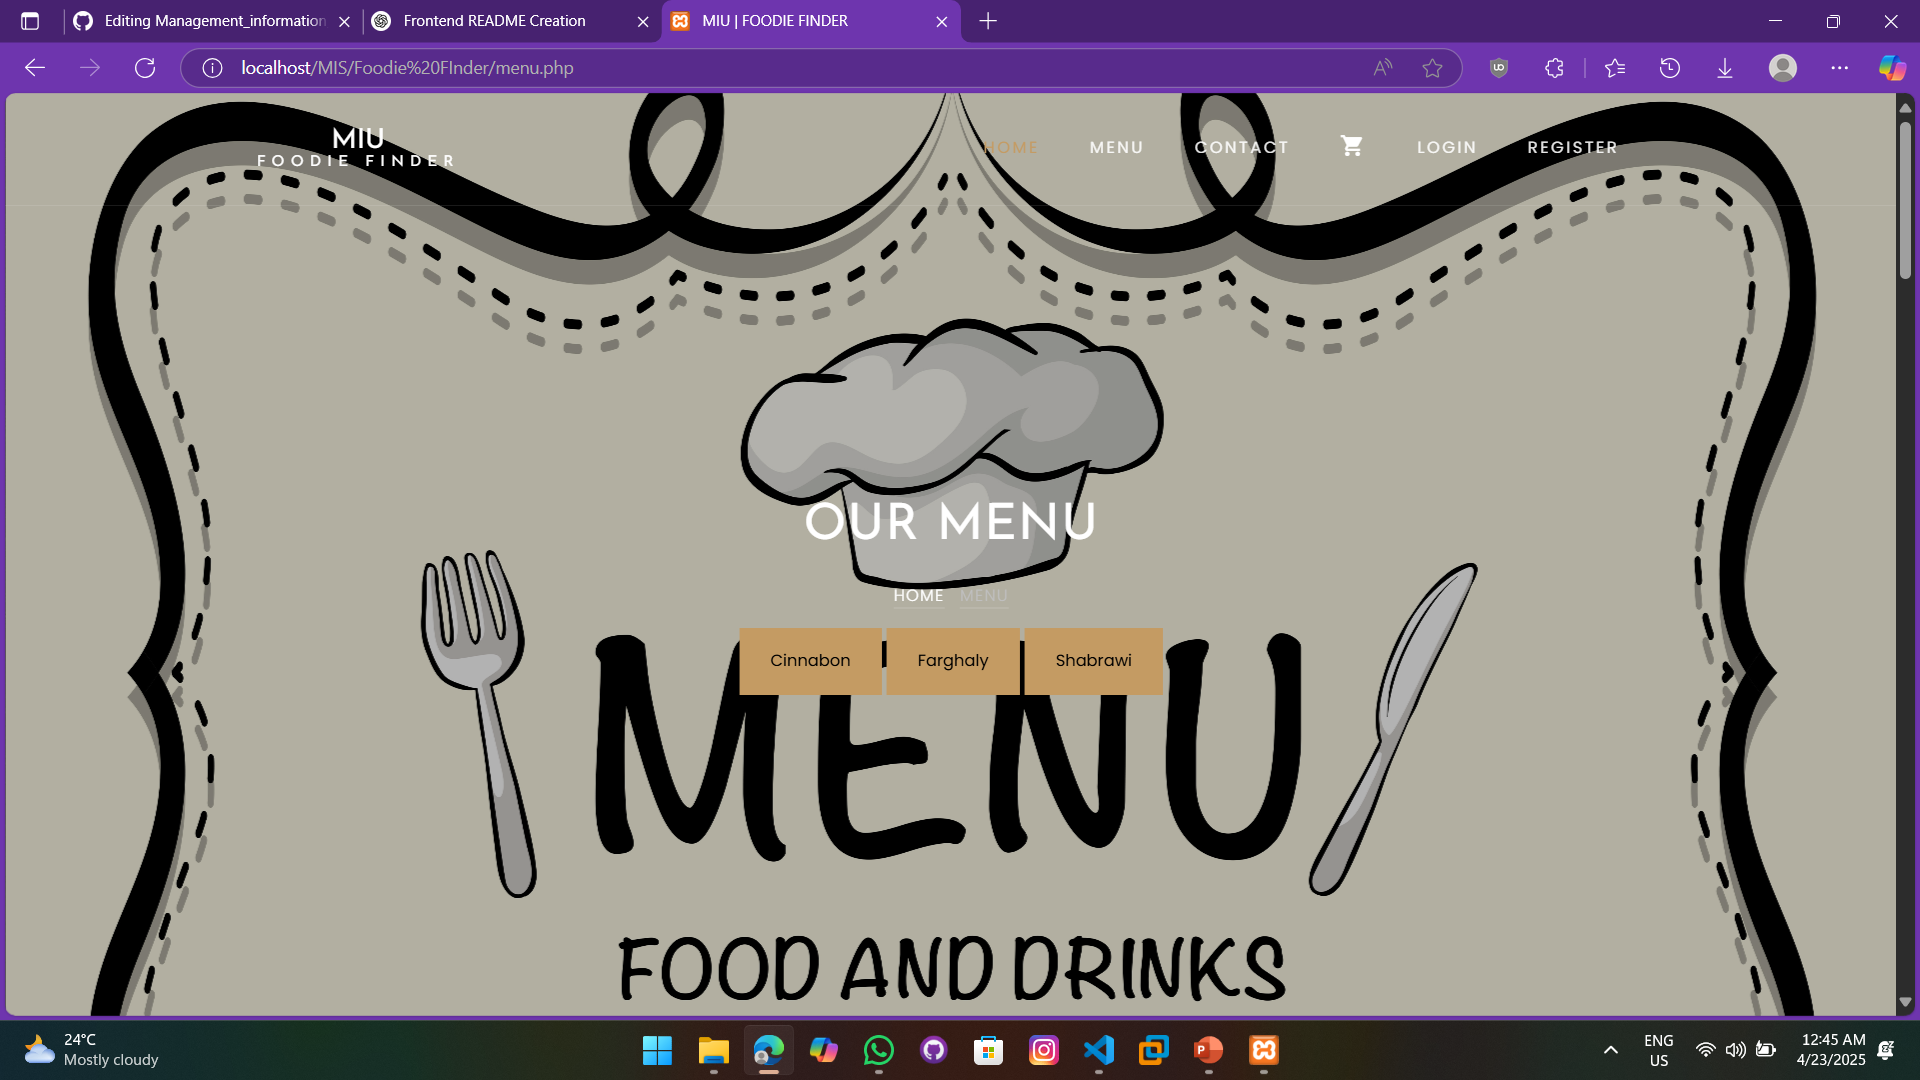 Editing Management_information
Frontend README Creation
MIU | FOODIE FINDER
localhost/MIS/Foodie%20FInder/menu.php
MIU
FOODIE FINDER
HOME
MENU
CONTACT
LOGIN
REGISTER
OUR MENU
HOME MENU
Cinnabon
Farghaly
Shabrawi
MENU
FOOD AND DRINKS
24°C
Mostly cloudy
ENG
US
12:45 AM
4/23/2025